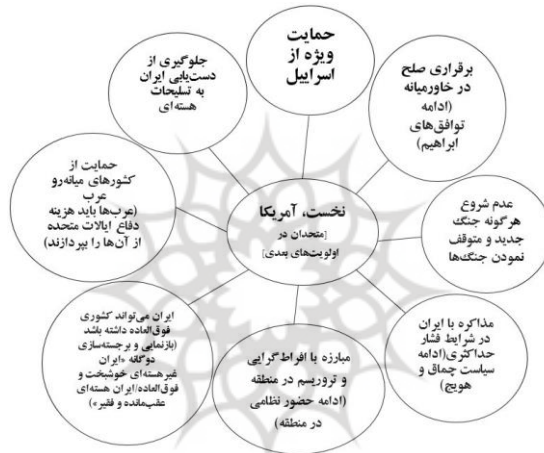 حمایت
ویژه از
اسراییل
برقراری صلح
در خاورمیانه
(ادامه
توافق‌های
ابراهیم)
عدم شروع
هرگونه جنگ
جدید و متوقف
نمودن جنگ‌ها
مذاکره با ایران
در شرایط فشار
حداکثری(ادامه
سیاست چماق و
هویج)
مبارزه با افراط‌گرایی
و تروریسم در منطقه
(ادامه حضور نظامی
در منطقه)
ایران می‌تواند کشوری
فوق‌العاده داشته باشد
(بازنمایی و برجسته‌سازی
دوگانه «ایران
غیرهسته‌ای خوشبخت و
فوق‌العاده/ایران هسته‌ای
عقب‌مانده و فقیر»)
حمایت از
کشورهای میانه‌رو
عرب
(عرب‌ها باید هزینه
دفاع ایالات متحده
از آن‌ها را بپردازند)
جلوگیری از
دست‌یابی ایران
به تسلیحات
هسته‌ای
نخست، آمریکا
[متحدان در
اولویت‌های بعدی]